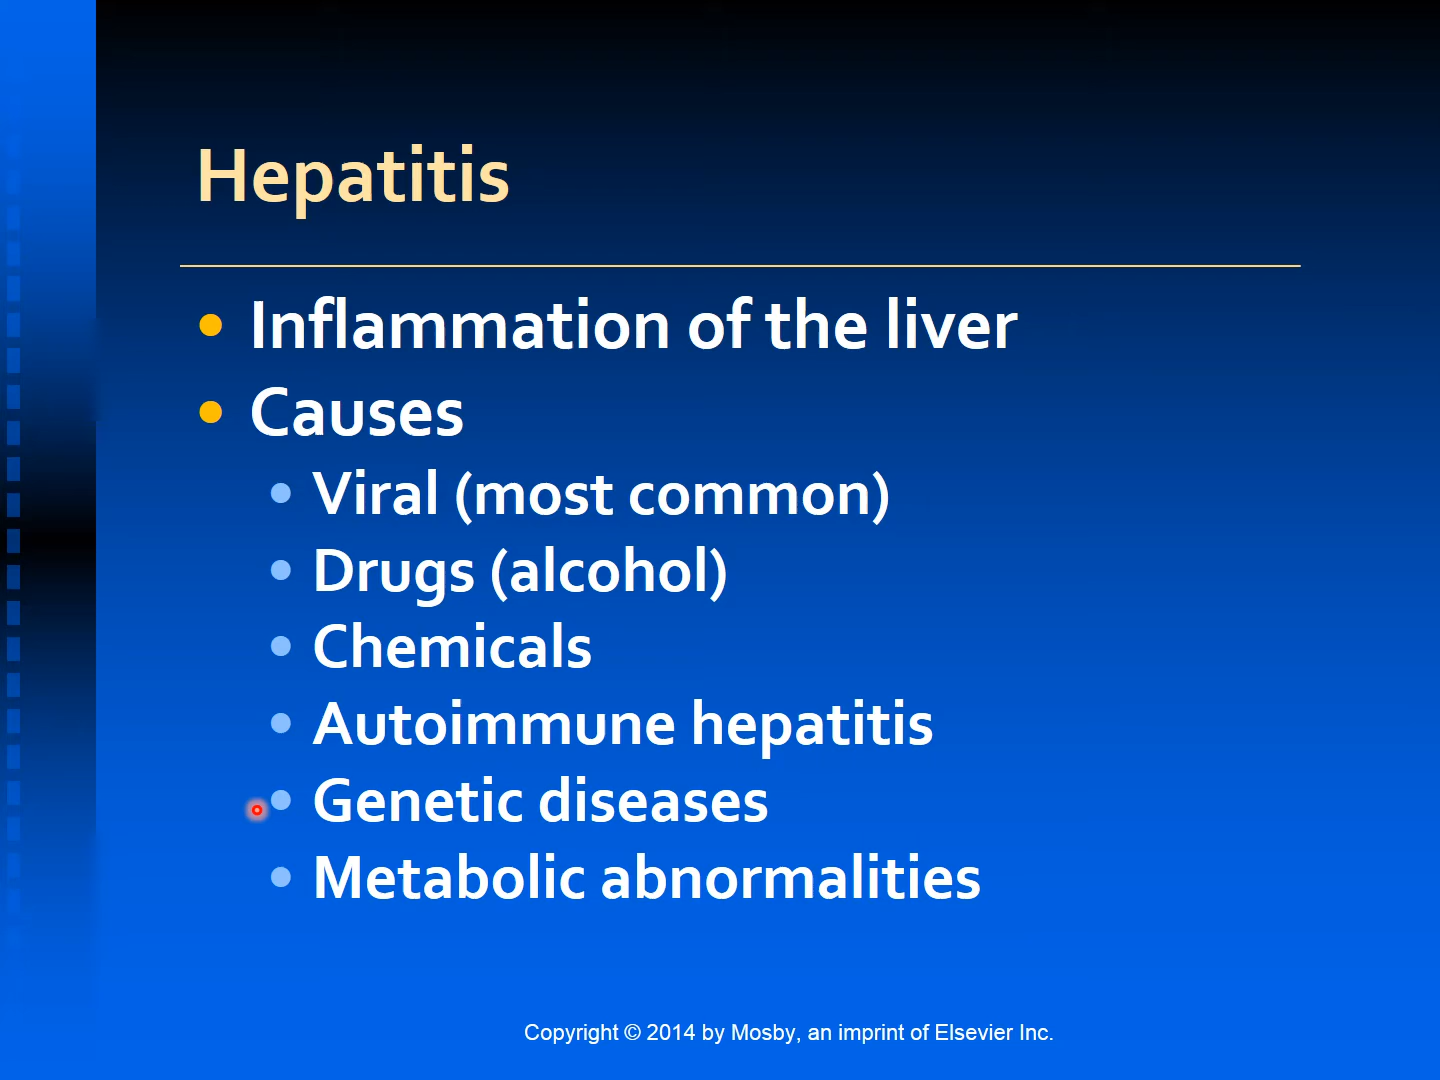 Hepatitis
• Inflammation of the liver
• Causes
• Viral (most common)
• Drugs (alcohol)
• Chemicals
• Autoimmune hepatitis
• Genetic diseases
• Metabolic abnormalities
Copyright © 2014 by Mosby, an imprint of Elsevier Inc.